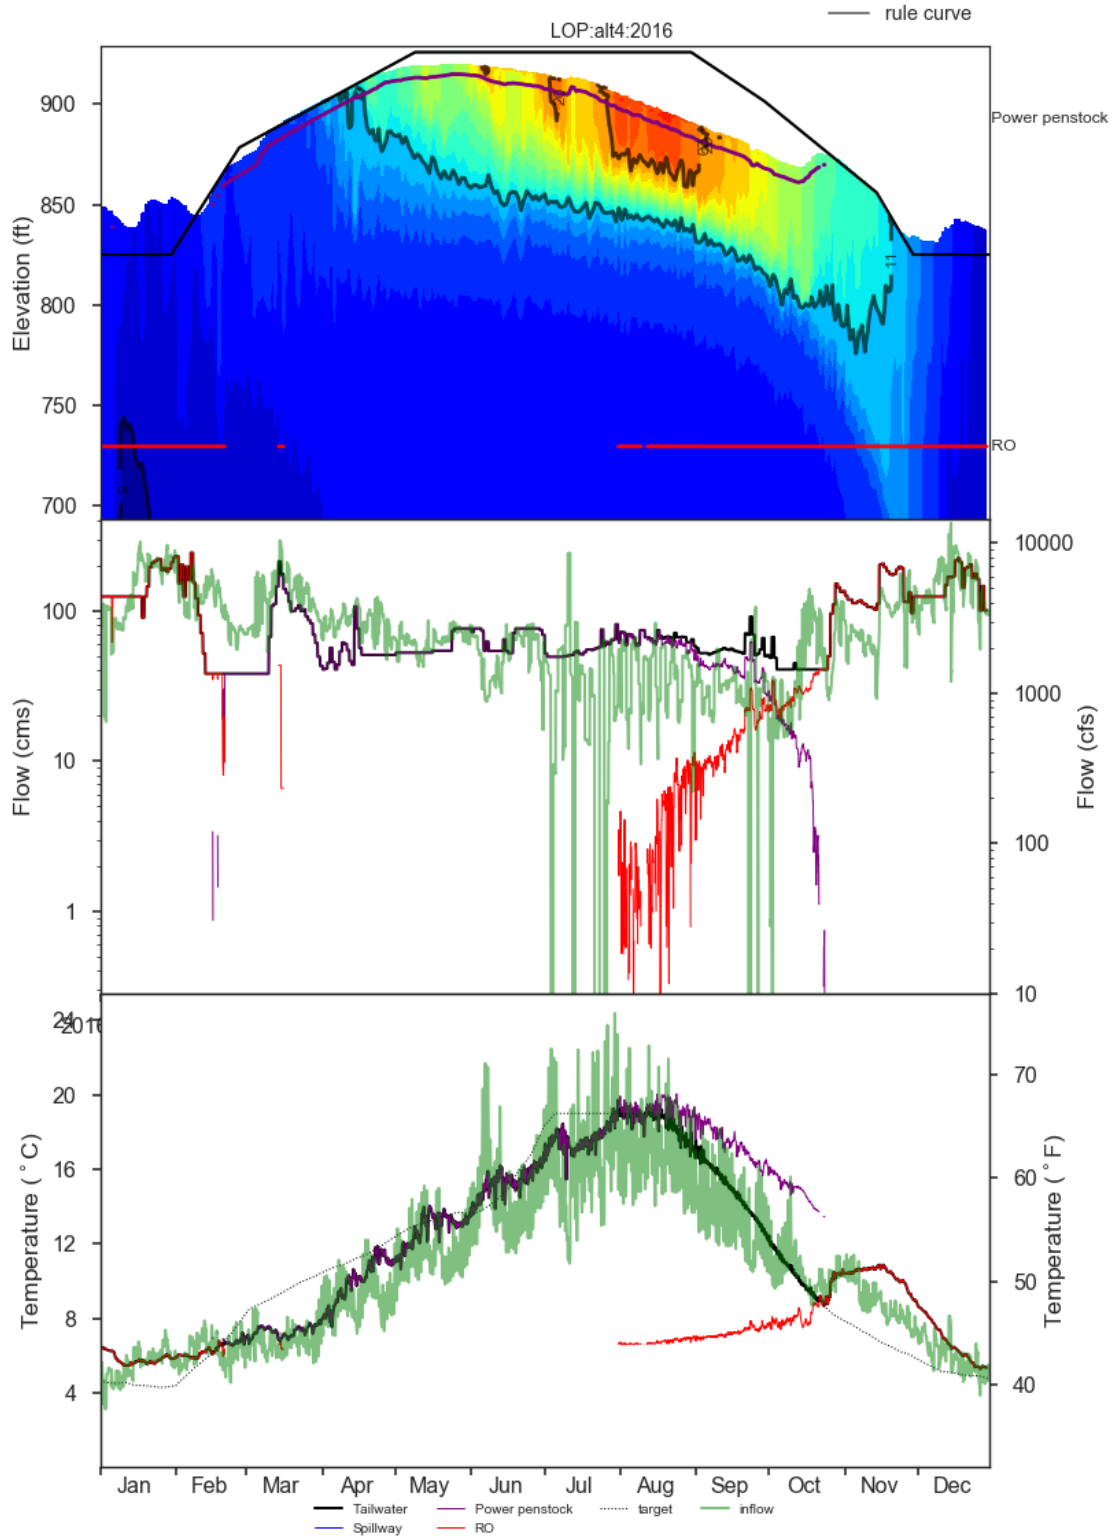 rule curve
LOP:alt4:2016
900
850
800
750
700
Elevation (ft)
Power penstock
RO
11
100
10
1
Flow (cms)
10000
1000
100
10
Flow (cfs)
2016
24
20
16
12
8
4
Temperature (°C)
70
60
50
40
Temperature (°F)
Jan Feb Mar Apr May Jun Jul Aug Sep Oct Nov Dec
Tailwater Power penstock target inflow
Spillway RO